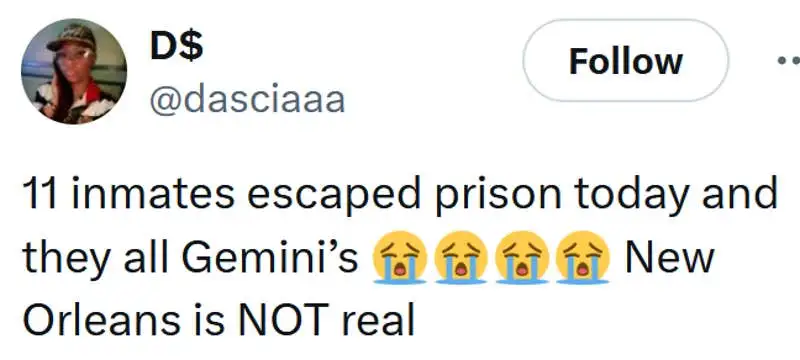 D$
Follow
@dasciaaa
11 inmates escaped prison today and
they all Gemini’s 😭😭😭😭 New
Orleans is NOT real